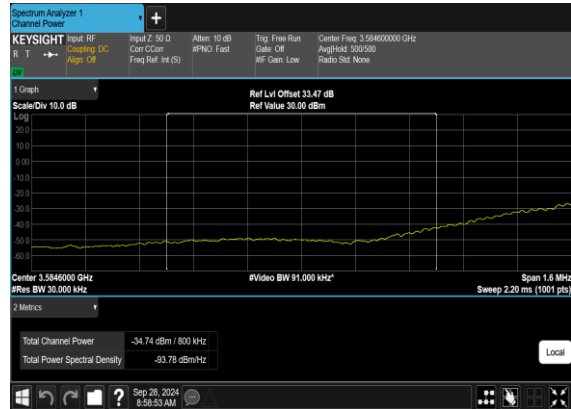 Spectrum Analyzer 1
Channel Power
+
KEYSIGHT
R T
Input: RF
Coupling: DC
Align: Off
Input Z: 50 Ω
Corr CCorr
Freq Ref: Int (S)
Atten: 10 dB
#PNO: Fast
Trig: Free Run
Gate: Off
#IF Gain: Low
Center Freq: 3.584600000 GHz
Avg|Hold: 500/500
Radio Std: None
1 Graph
Scale/Div 10.0 dB
Ref Lvl Offset 33.47 dB
Ref Value 30.00 dBm
Log
20.0
10.0
0.00
-10.0
-20.0
-30.0
-40.0
-50.0
-60.0
Center 3.5846000 GHz
#Res BW 30.000 kHz
#Video BW 91.000 kHz*
Span 1.6 MHz
Sweep 2.20 ms (1001 pts)
2 Metrics
Total Channel Power -34.74 dBm / 800 kHz
Total Power Spectral Density -93.78 dBm/Hz
Local
?
Sep 28, 2024
8:58:53 AM